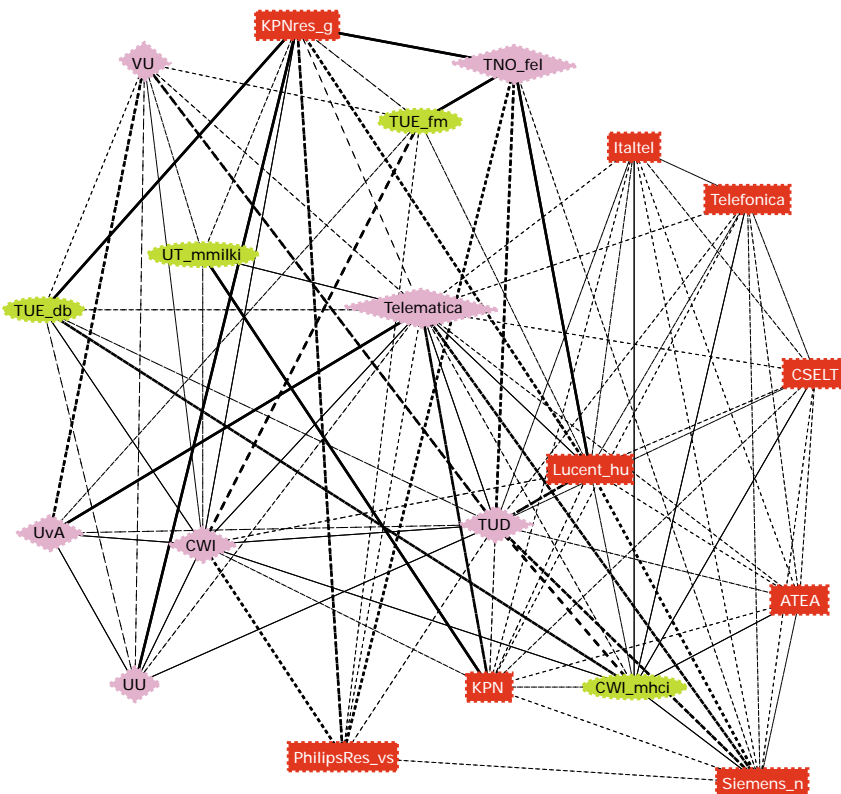 KPNres_g
VU
TNO_fel
TUE_fm
Italtel
Telefonica
UT_mmilki
TUE_db
Telematica
CSELT
Lucent_hu
TUD
UvA
CWI
ATEA
UU
KPN
CWI_mhci
PhilipsRes_vs
Siemens_n